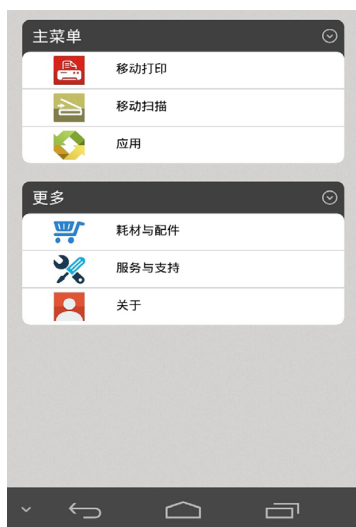 主菜单
移动打印
移动扫描
应用
更多
耗材与配件
服务与支持
关于